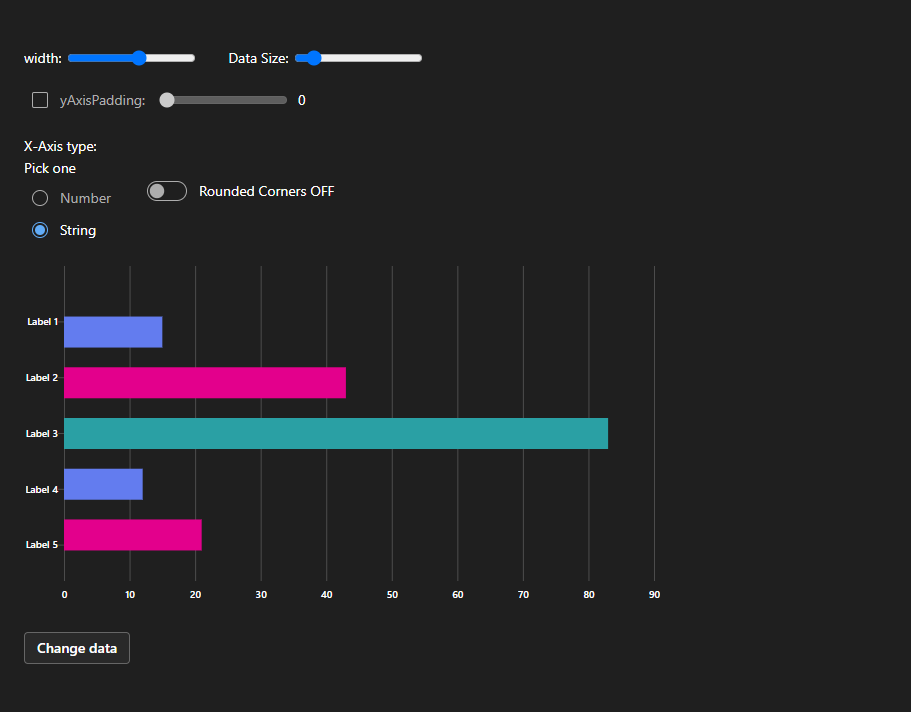 width: Data Size:
yAxisPadding: 0
X-Axis type:
Pick one
Number
Rounded Corners OFF
String
Label 1
Label 2
Label 3
Label 4
Label 5
0 10 20 30 40 50 60 70 80 90
Change data